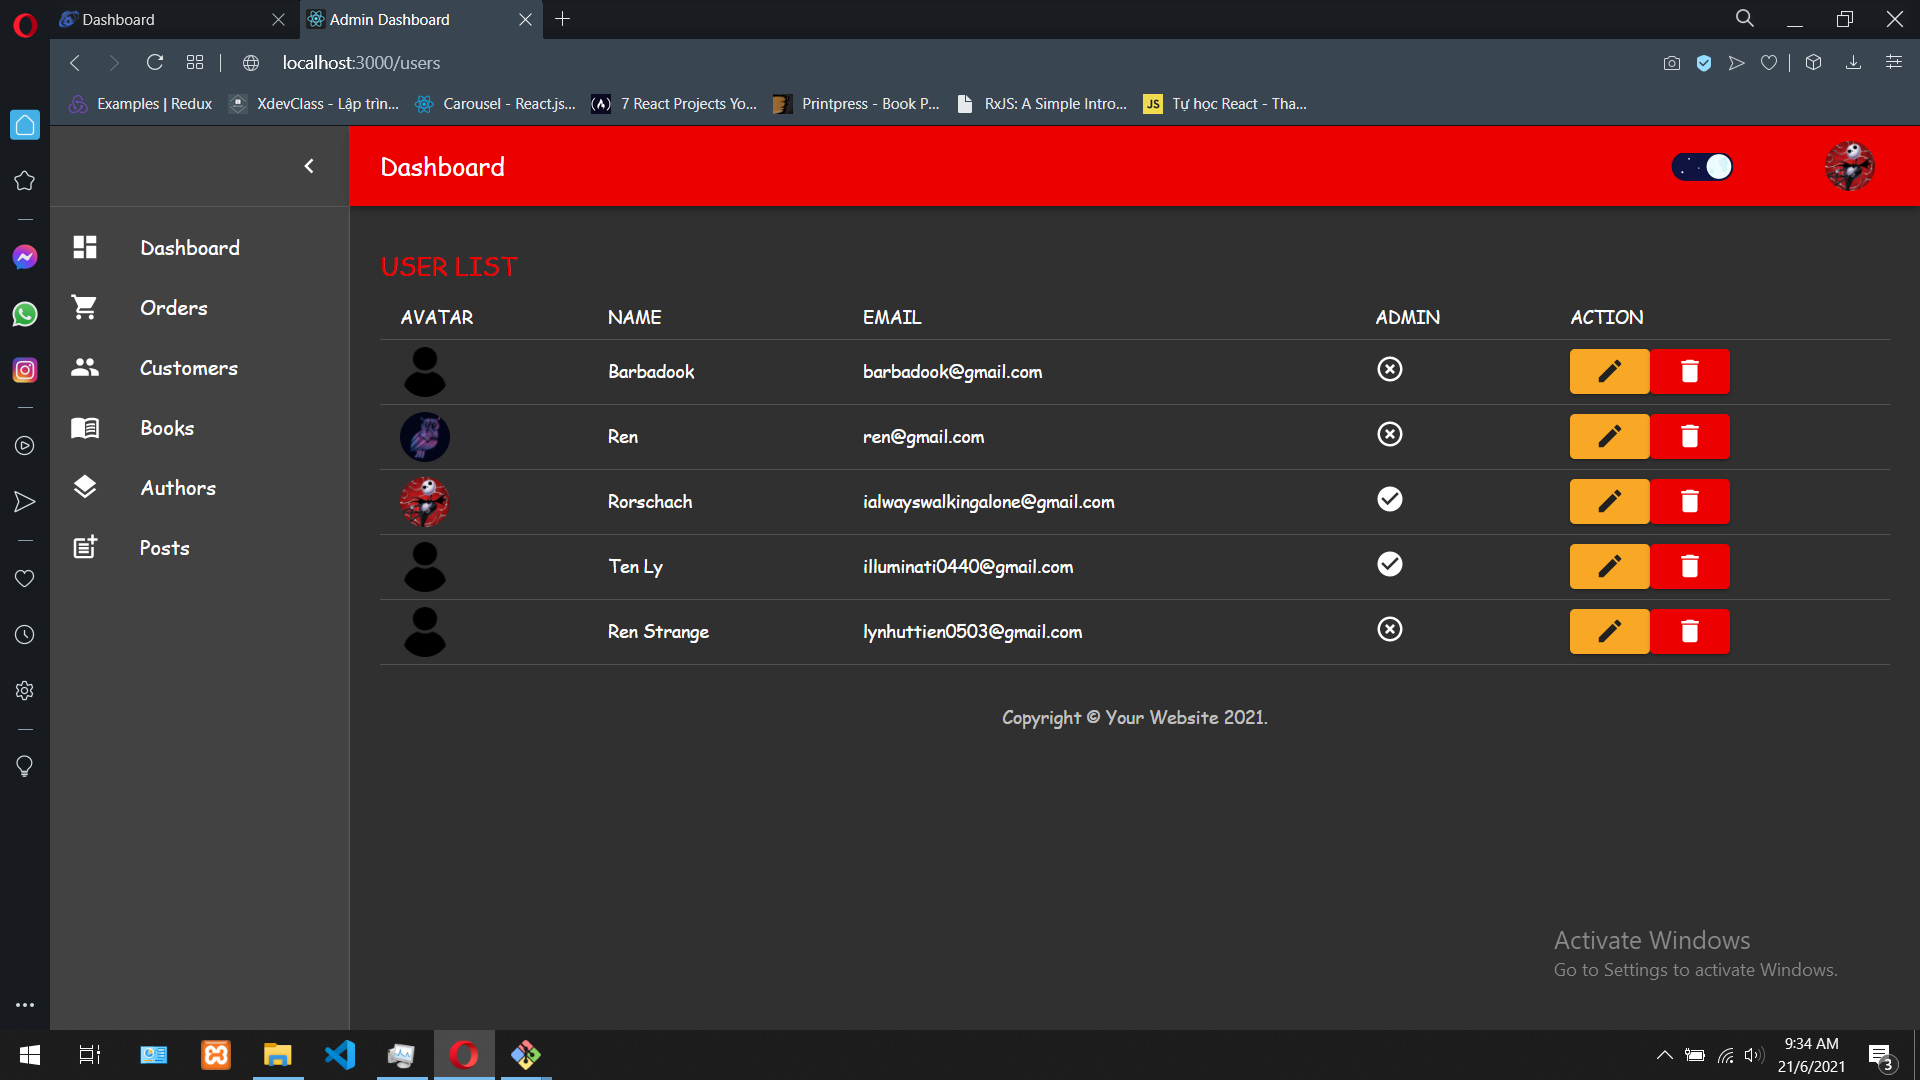 Dashboard
Admin Dashboard
localhost:3000/users
Examples | Redux
XdevClass - Lập trìn...
Carousel - React.js...
7 React Projects Yo...
Printpress - Book P...
RxJS: A Simple Intro...
JS
Tự học React - Tha...
Dashboard
Dashboard
Orders
Customers
Books
Authors
Posts
USER LIST
AVATAR NAME EMAIL ADMIN ACTION
Barbadook barbadook@gmail.com
Ren ren@gmail.com
Rorschach ialwayswalkingalone@gmail.com
Ten Ly illuminati0440@gmail.com
Ren Strange lynhuttien0503@gmail.com
Copyright © Your Website 2021.
Activate Windows
Go to Settings to activate Windows.
9:34 AM
21/6/2021
3